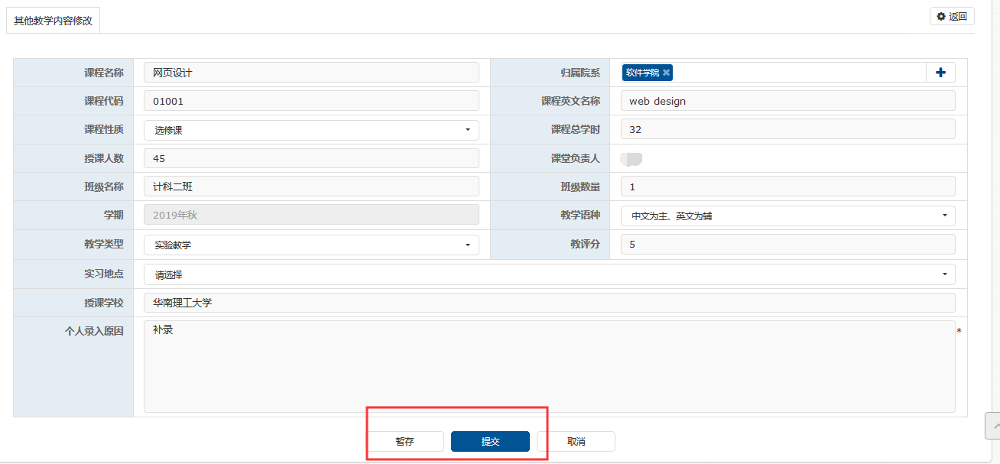 其他教学内容修改
返回
课程名称 网页设计 归属院系 软件学院
课程代码 01001 课程英文名称 web design
课程性质 选修课 课程总学时 32
授课人数 45 课堂负责人
班级名称 计科二班 班级数量 1
学期 2019年秋 教学语种 中文为主、英文为辅
教学类型 实验教学 教评分 5
实习地点 请选择
授课学校 华南理工大学
个人录入原因 补录 *
暂存 提交 取消